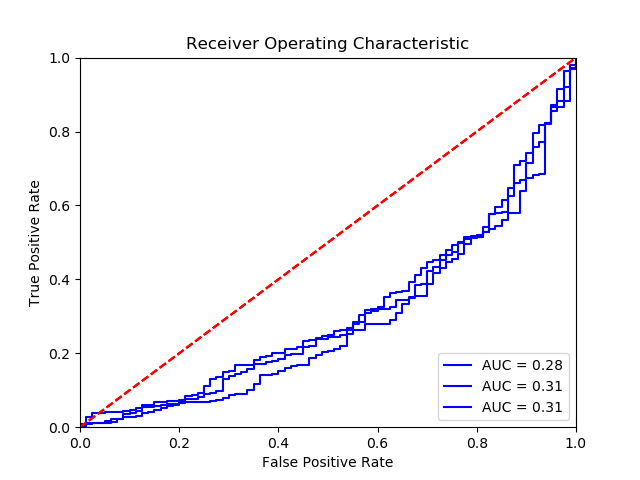 Receiver Operating Characteristic
True Positive Rate
1.0
0.8
0.6
0.4
0.2
0.0
AUC = 0.28
AUC = 0.31
AUC = 0.31
0.0 0.2 0.4 0.6 0.8 1.0
False Positive Rate